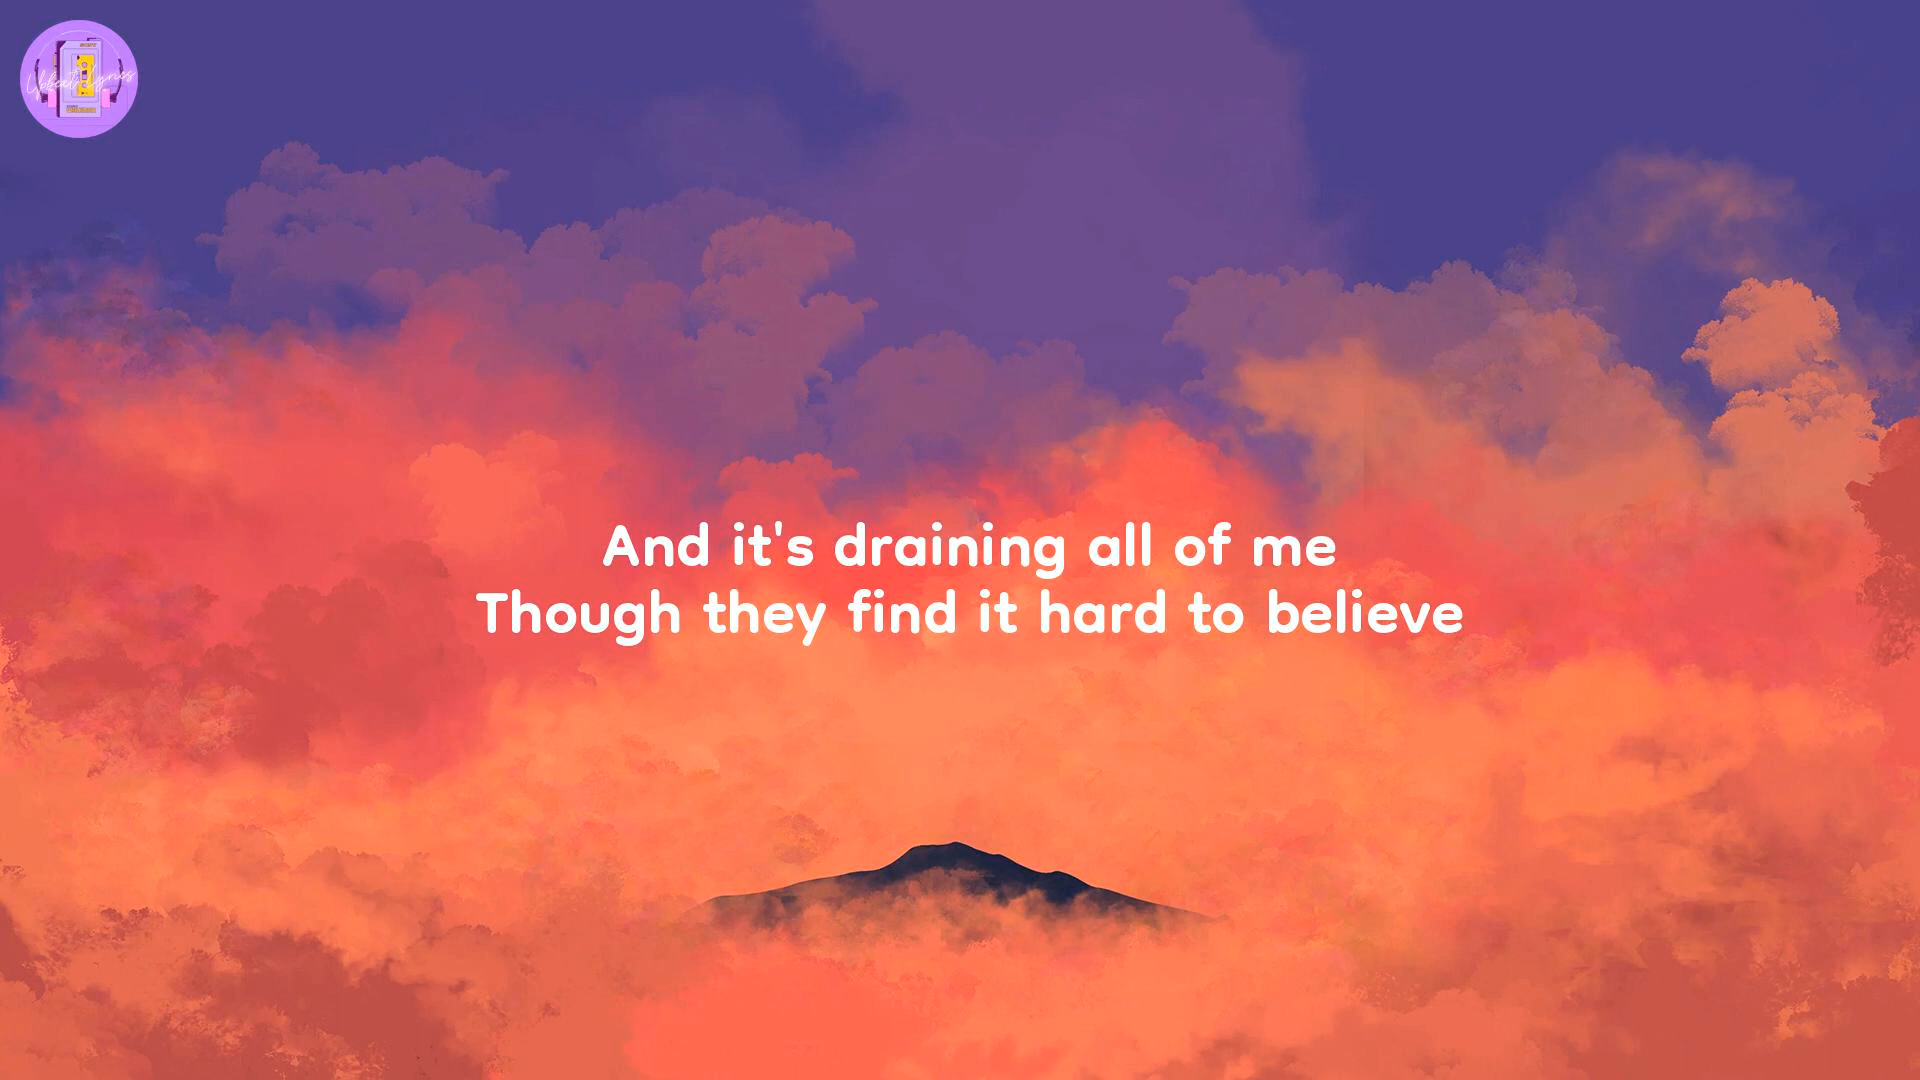 And it's draining all of me
Though they find it hard to believe